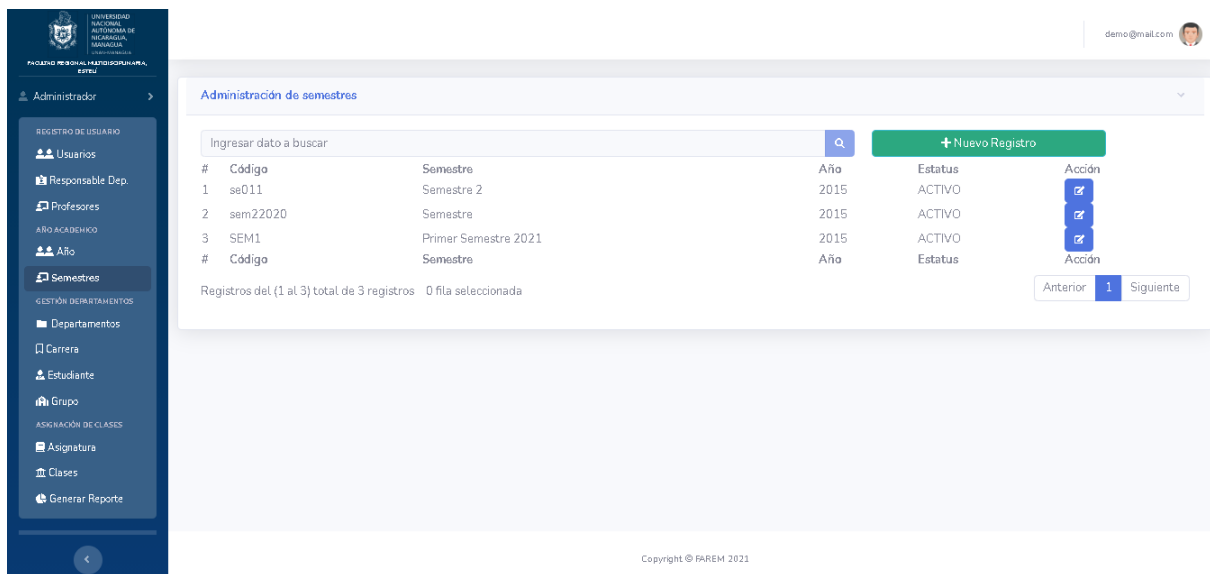 UNIVERSIDAD
NACIONAL
AUTÓNOMA DE
NICARAGUA,
MANAGUA
FACULTAD REGIONAL MULTIDISCIPLINARIA,
ESTELÍ
demo@mail.com
Administrador
REGISTRO DE USUARIO
Usuarios
Responsable Dep.
Profesores
AÑO ACADEMICO
Año
Semestres
GESTIÓN DEPARTAMENTOS
Departamentos
Carrera
Estudiante
Grupo
ASIGNACIÓN DE CLASES
Asignatura
Clases
Generar Reporte
Administración de semestres
Ingresar dato a buscar
+ Nuevo Registro
# Código Semestre Año Estatus Acción
1 se011 Semestre 2 2015 ACTIVO
2 sem22020 Semestre 2015 ACTIVO
3 SEM1 Primer Semestre 2021 2015 ACTIVO
# Código Semestre Año Estatus Acción
Registros del (1 al 3) total de 3 registros 0 fila seleccionada
Anterior 1 Siguiente
Copyright © FAREM 2021